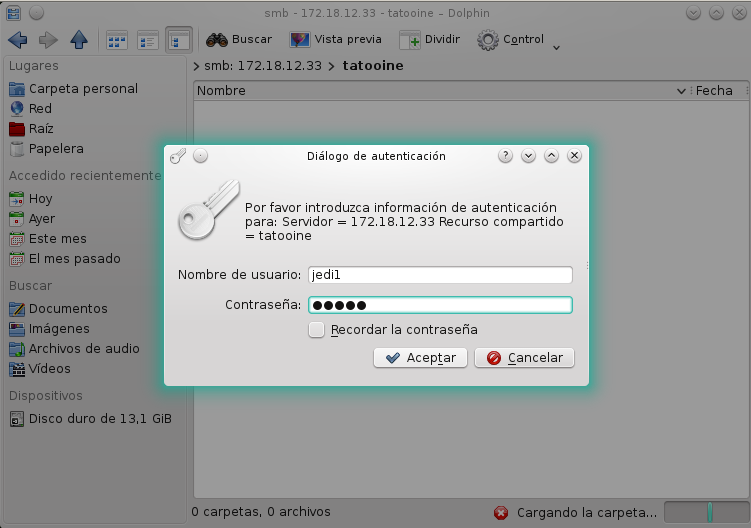 smb - 172.18.12.33 - tatooine – Dolphin
Buscar Vista previa Dividir Control
Lugares
Carpeta personal
Red
Raíz
Papelera
Accedido recientemente
Hoy
Ayer
Este mes
El mes pasado
Buscar
Documentos
Imágenes
Archivos de audio
Vídeos
Dispositivos
Disco duro de 13,1 GiB
smb: 172.18.12.33 > tatooine
Nombre Fecha
Diálogo de autenticación
Por favor introduzca información de autenticación
para: Servidor = 172.18.12.33 Recurso compartido
= tatooine
Nombre de usuario: jedi1
Contraseña: ●●●●●
Recordar la contraseña
Aceptar Cancelar
0 carpetas, 0 archivos Cargando la carpeta...